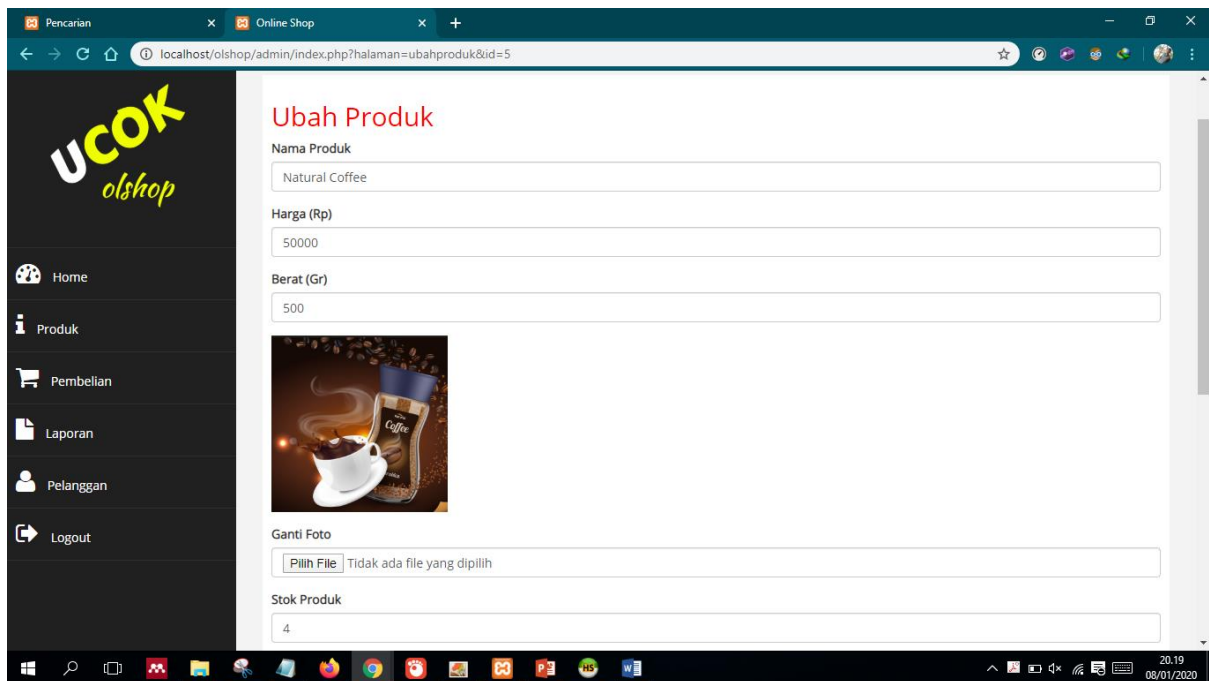 Pencarian
Online Shop
localhost/olshop/admin/index.php?halaman=ubahproduk&id=5
UCOK
olshop
Home
Produk
Pembelian
Laporan
Pelanggan
Logout
Ubah Produk
Nama Produk
Natural Coffee
Harga (Rp)
50000
Berat (Gr)
500
Coffee
Ganti Foto
Pilih File Tidak ada file yang dipilih
Stok Produk
4
HS
20.19
08/01/2020